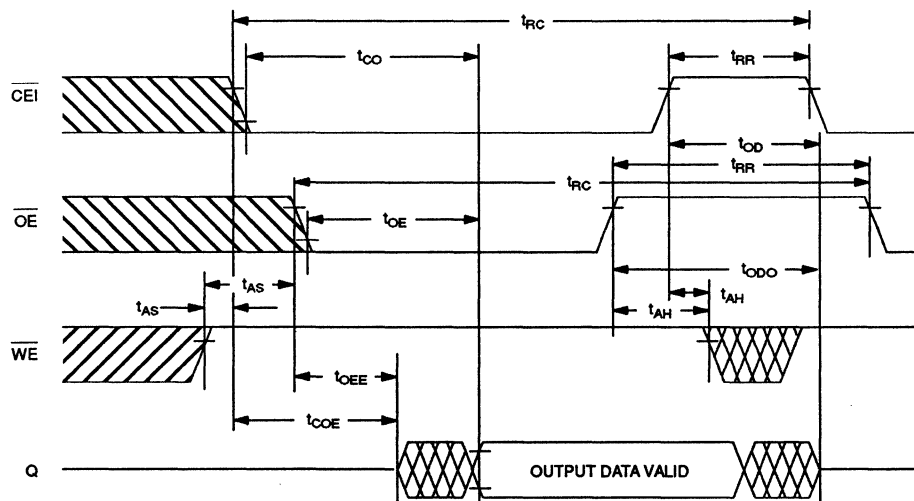 tRC
tCO
tRR
CEI
tOD
tRR
tRC
OE
tOE
tODO
tAS
tAS
tAH
tAH
WE
tOEE
tCOE
Q
OUTPUT DATA VALID